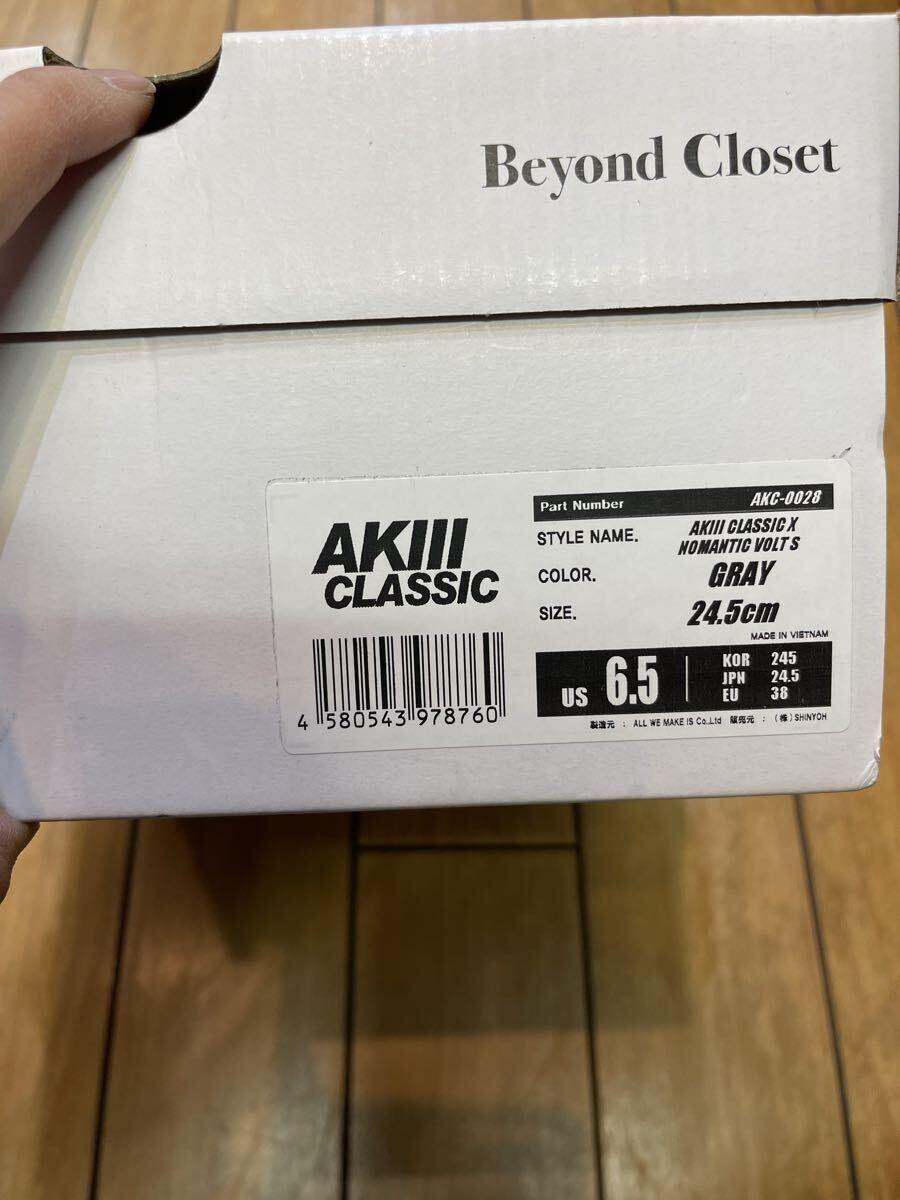 Beyond Closet
AKIII
CLASSIC
4 580543 978760
Part Number AKC-0028
STYLE NAME. AKIII CLASSIC X
NOMANTIC VOLT S
COLOR. GRAY
SIZE. 24.5cm
MADE IN VIETNAM
US 6.5
KOR 245
JPN 24.5
EU 38
製造元 : ALL WE MAKE IS Co.,Ltd 販売元 : (株) SHINYOH